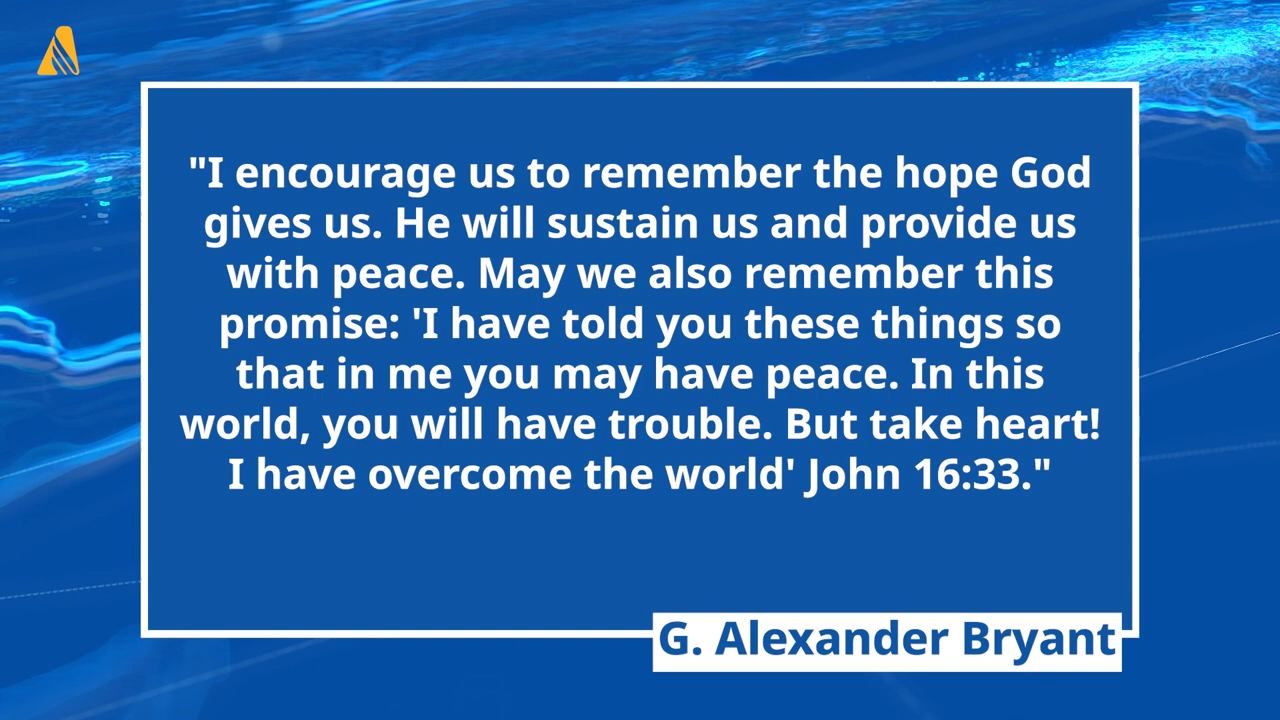 "I encourage us to remember the hope God
gives us. He will sustain us and provide us
with peace. May we also remember this
promise: 'I have told you these things so
that in me you may have peace. In this
world, you will have trouble. But take heart!
I have overcome the world' John 16:33."
G. Alexander Bryant